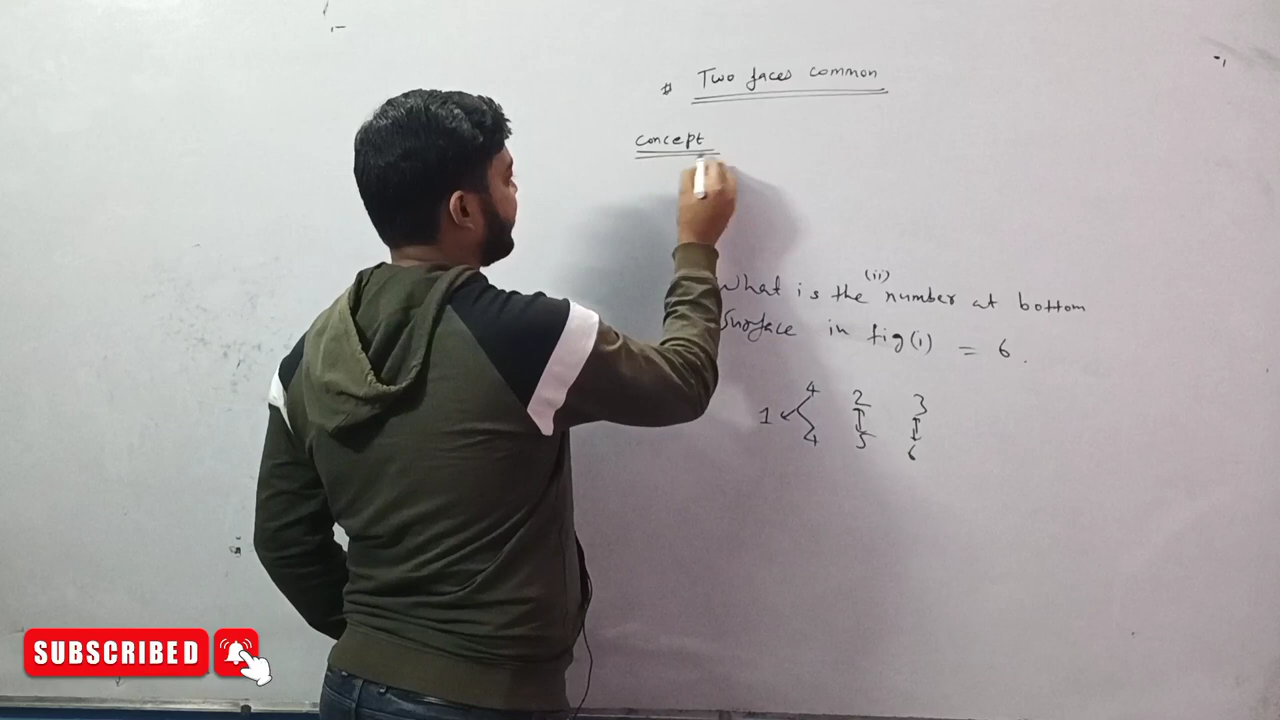 # Two faces common
concept
(ii)
What is the number at bottom
Surface in fig(i) = 6.
4 2 3
1
4 5 6
SUBSCRIBED